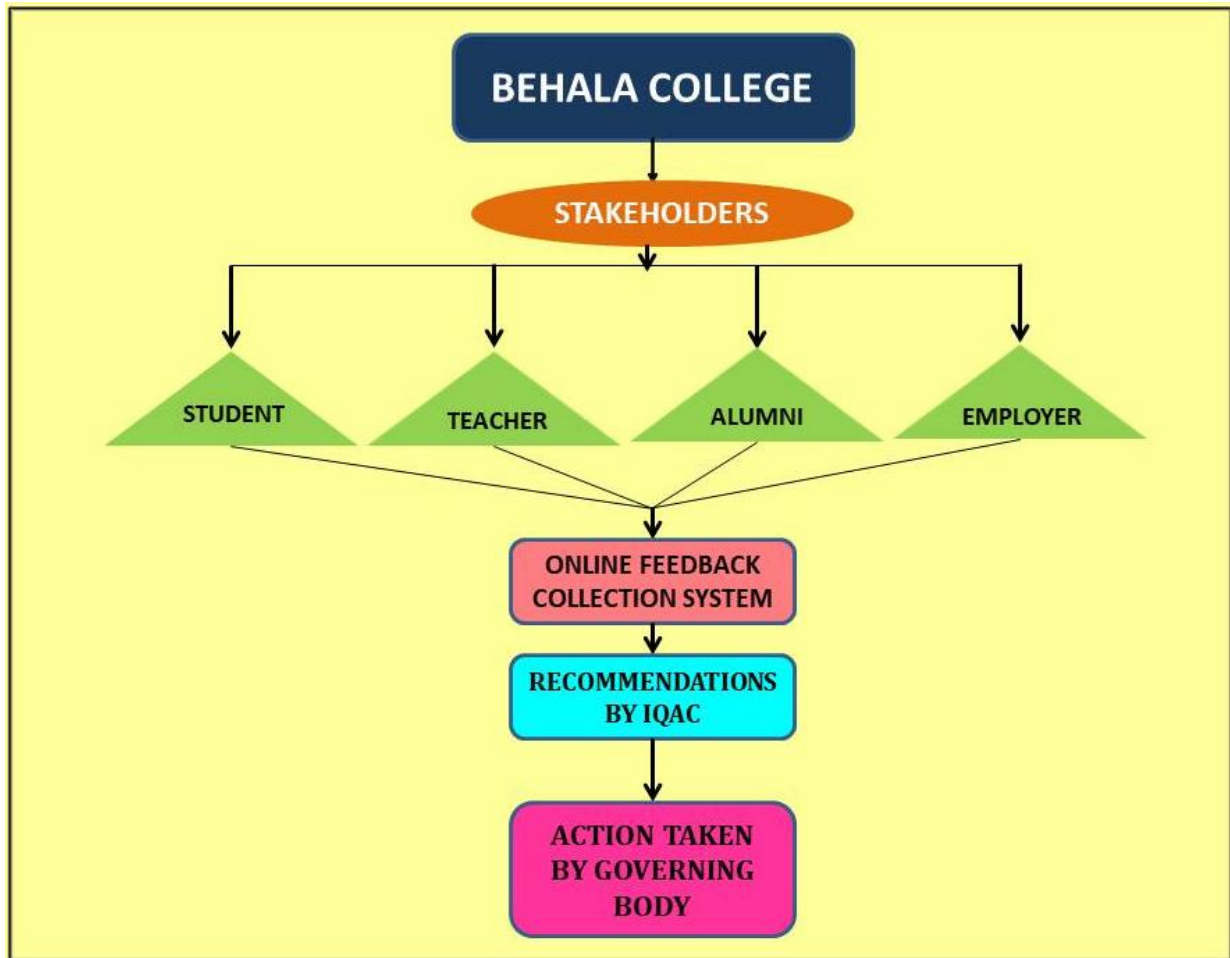 BEHALA COLLEGE
STAKEHOLDERS
STUDENT
TEACHER
ALUMNI
EMPLOYER
ONLINE FEEDBACK
COLLECTION SYSTEM
RECOMMENDATIONS
BY IQAC
ACTION TAKEN
BY GOVERNING
BODY